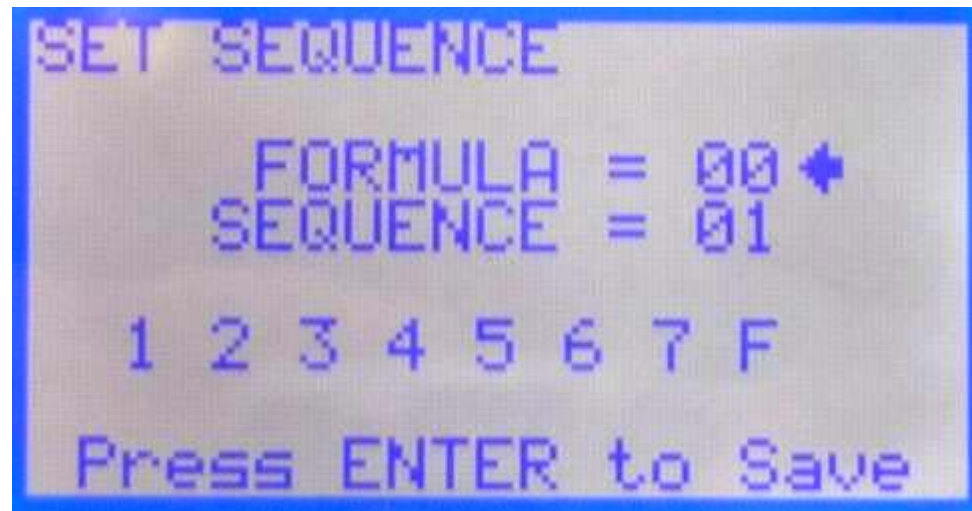 SET SEQUENCE
FORMULA = 00
SEQUENCE = 01
1 2 3 4 5 6 7 F
Press ENTER to Save